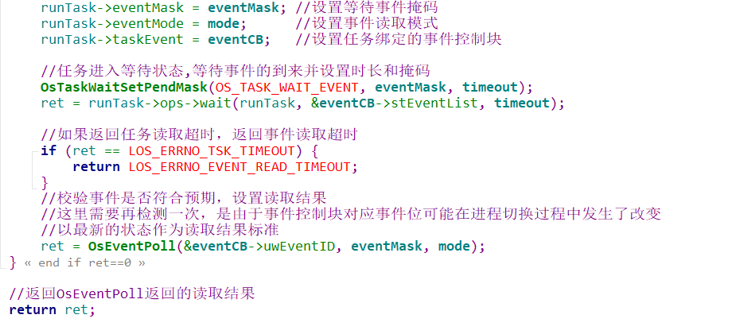 runTask->eventMask = eventMask; //设置等待事件掩码
runTask->eventMode = mode; //设置事件读取模式
runTask->taskEvent = eventCB; //设置任务绑定的事件控制块
//任务进入等待状态,等待事件的到来并设置时长和掩码
OsTaskWaitSetPendMask(OS_TASK_WAIT_EVENT, eventMask, timeout);
ret = runTask->ops->wait(runTask, &eventCB->stEventList, timeout);
//如果返回任务读取超时，返回事件读取超时
if (ret == LOS_ERRNO_TSK_TIMEOUT) {
return LOS_ERRNO_EVENT_READ_TIMEOUT;
}
//校验事件是否符合预期，设置读取结果
//这里需要再检测一次，是由于事件控制块对应事件位可能在进程切换过程中发生了改变
//以最新的状态作为读取结果标准
ret = OsEventPoll(&eventCB->uwEventID, eventMask, mode);
} « end if ret==0 »
//返回OsEventPoll返回的读取结果
return ret;